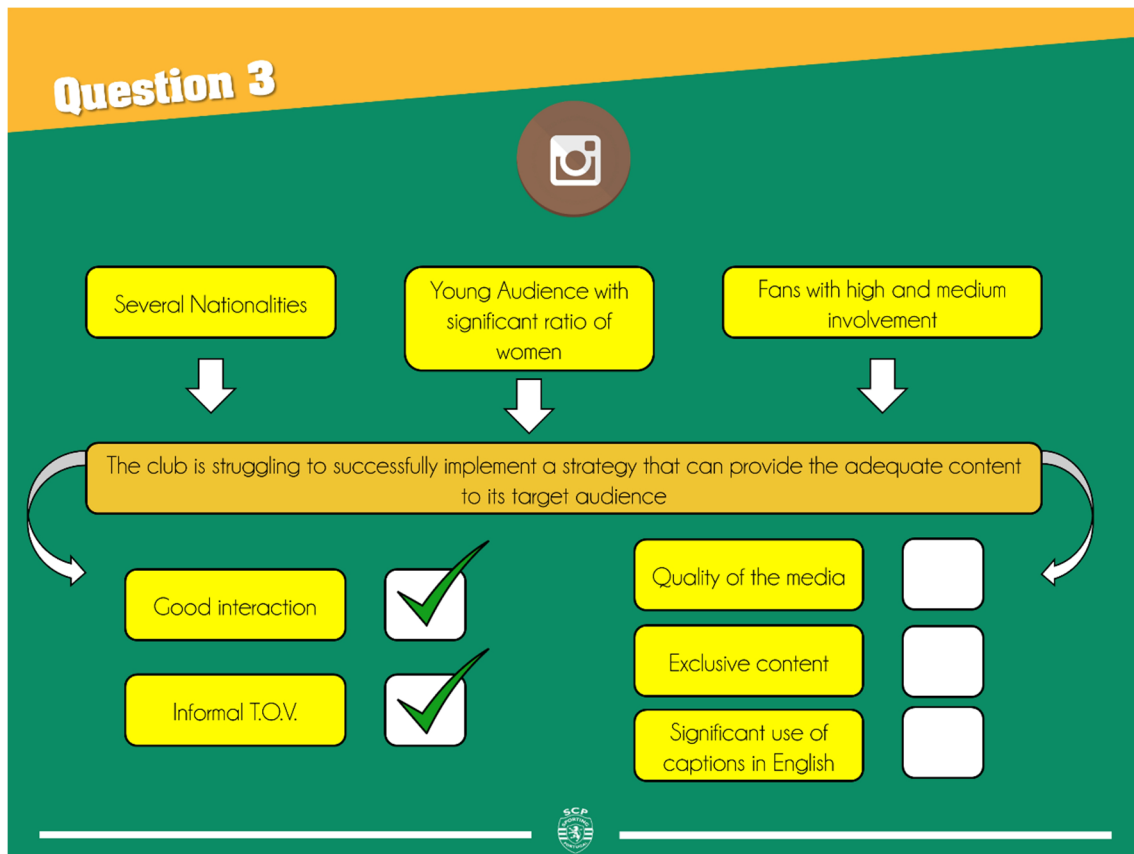 Question 3
Several Nationalities
Young Audience with
significant ratio of
women
Fans with high and medium
involvement
The club is struggling to successfully implement a strategy that can provide the adequate content
to its target audience
Good interaction
Informal T.O.V.
Quality of the media
Exclusive content
Significant use of
captions in English
SCP
SPORTING
PORTUGAL